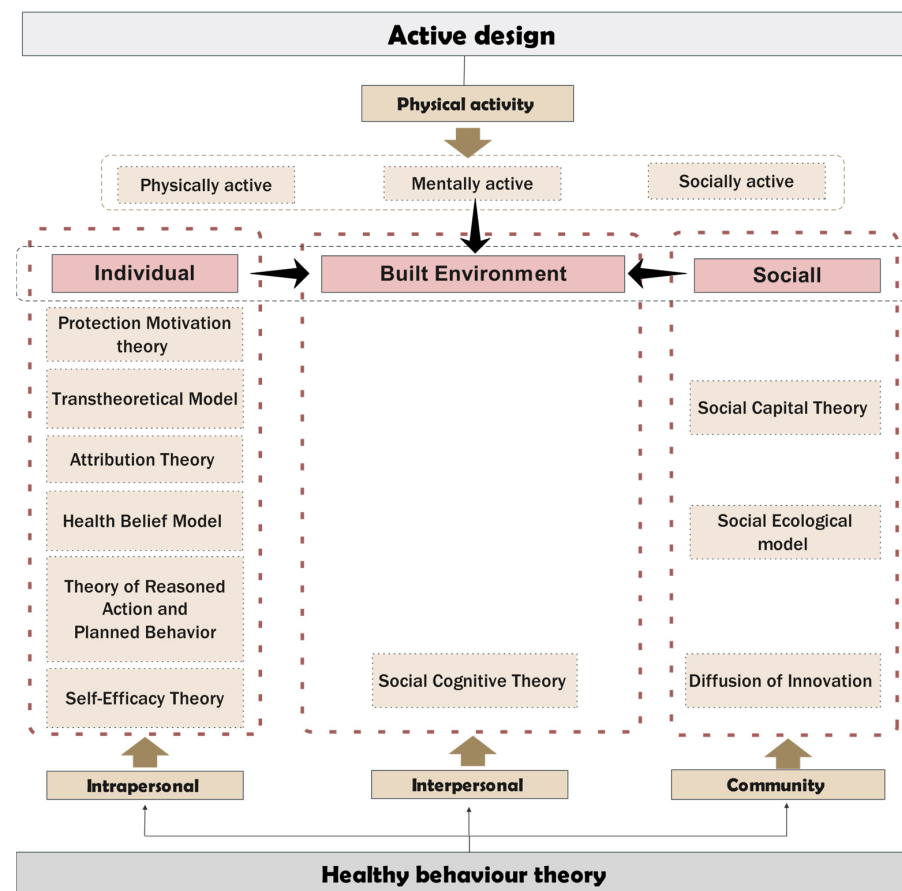 Active design
Physical activity
Physically active
Mentally active
Socially active
Individual
Built Environment
Sociall
Protection Motivation
theory
Transtheoretical Model
Attribution Theory
Health Belief Model
Theory of Reasoned
Action and
Planned Behavior
Self-Efficacy Theory
Social Cognitive Theory
Social Capital Theory
Social Ecological
model
Diffusion of Innovation
Intrapersonal
Interpersonal
Community
Healthy behaviour theory